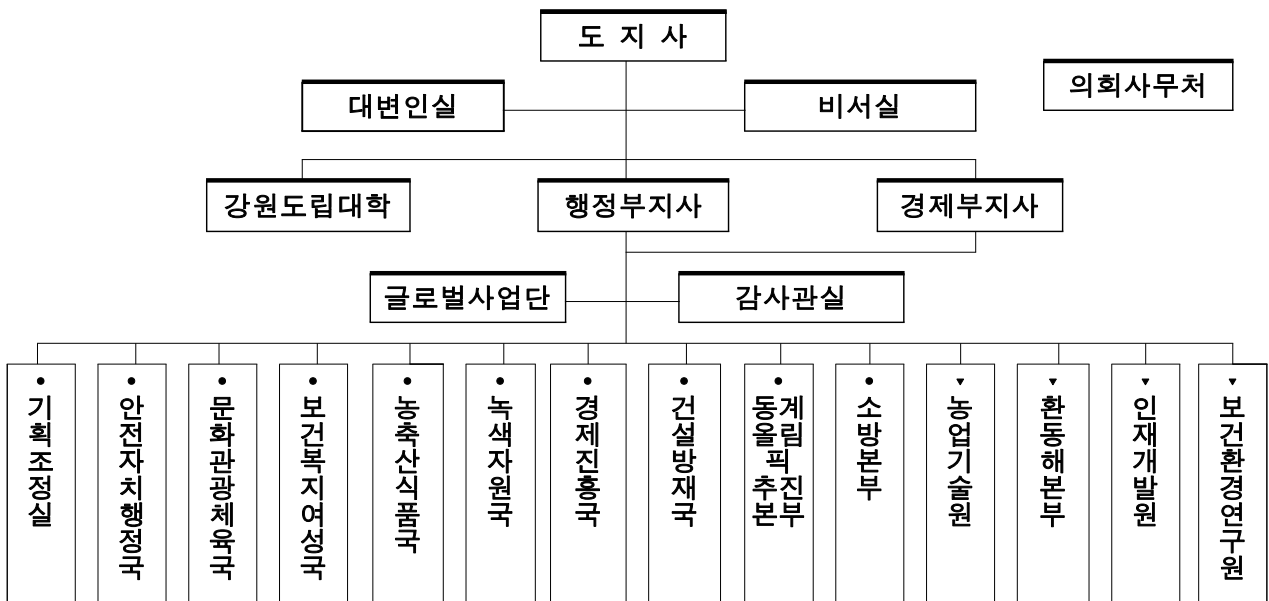 도 지 사
의회사무처
대변인실
비서실
강원도립대학
행정부지사
경제부지사
글로벌사업단
감사관실
• 기획조정실
• 안전자치행정국
• 문화관광체육국
• 보건복지여성국
• 농축산식품국
• 녹색자원국
• 경제진흥국
• 건설방재국
• 동계올림픽추진본부
• 소방본부
▾ 농업기술원
▾ 환동해본부
▾ 인재개발원
▾ 보건환경연구원